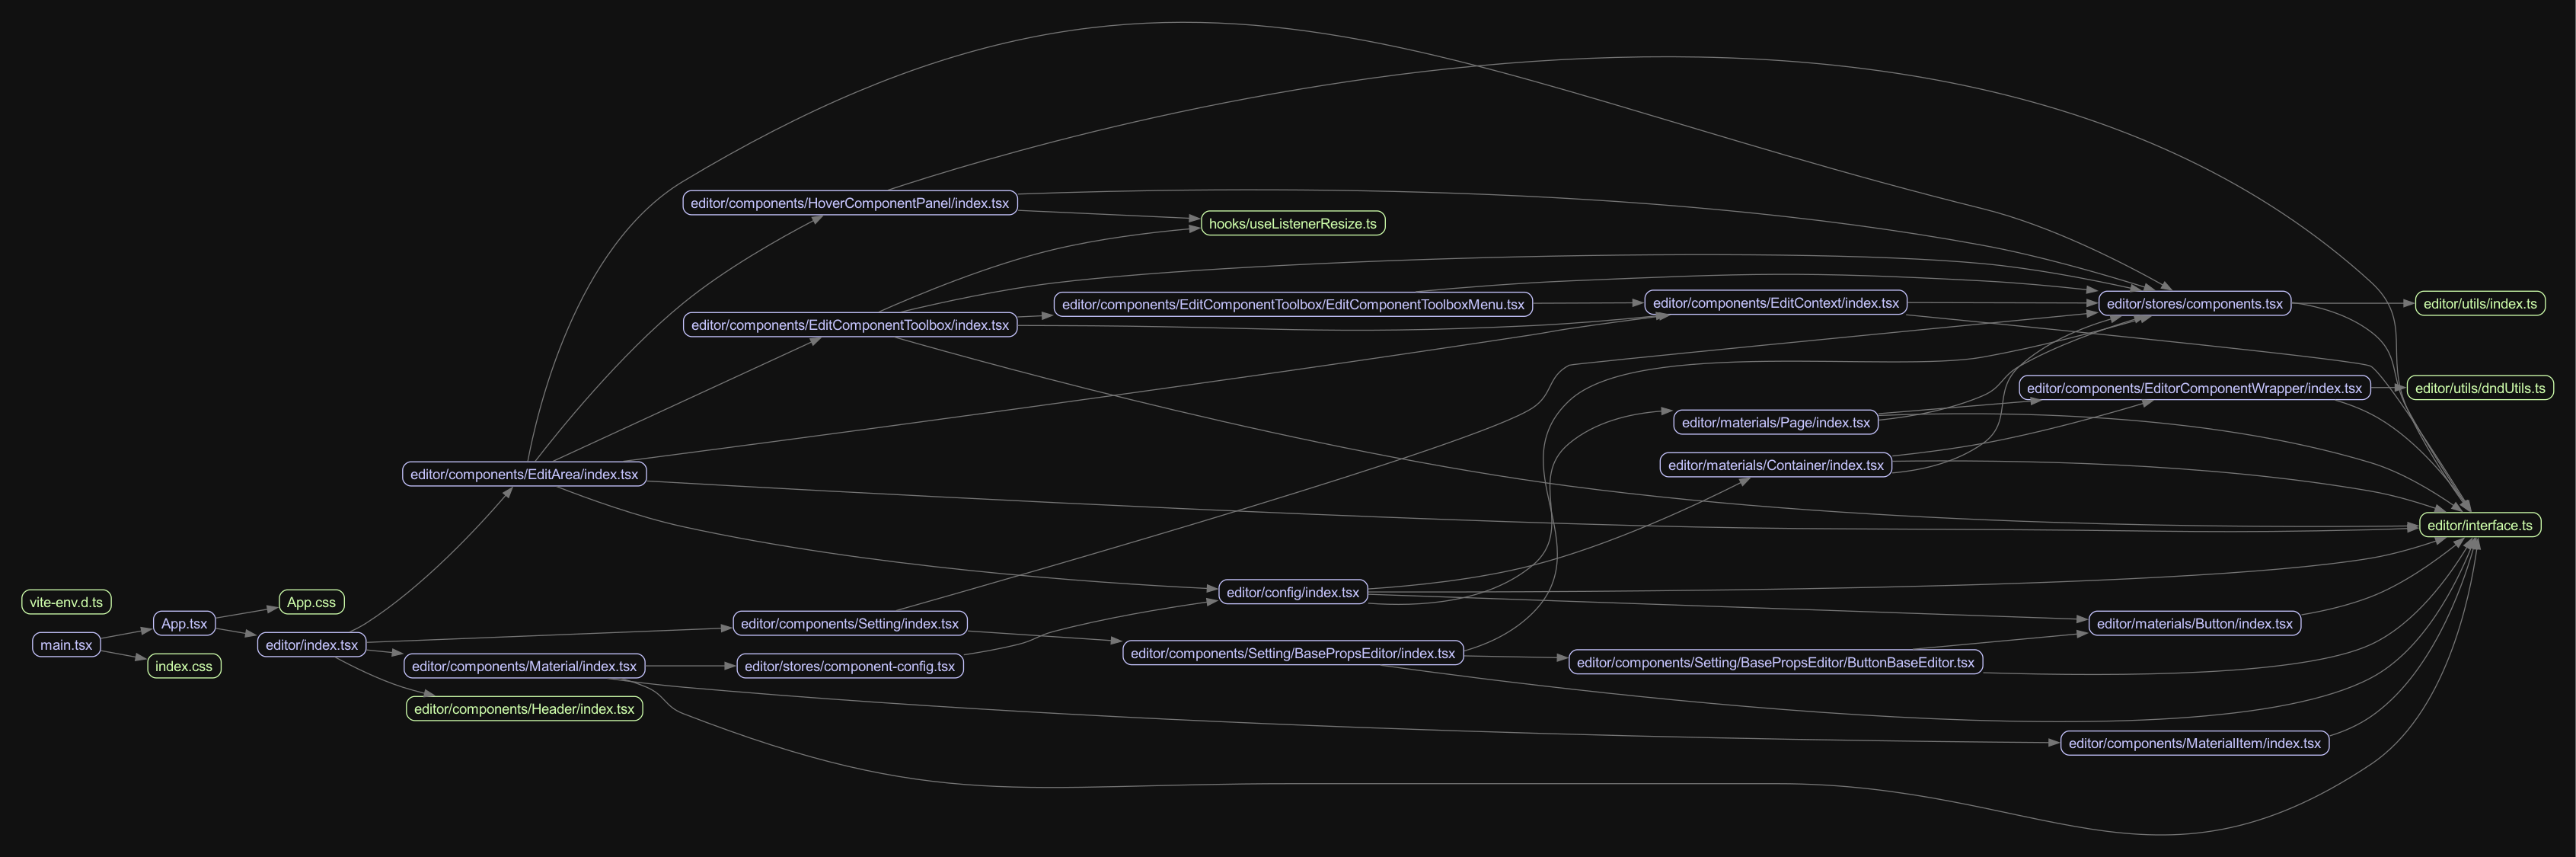 editor/components/HoverComponentPanel/index.tsx
hooks/useListenerResize.ts
editor/components/EditComponentToolbox/EditComponentToolboxMenu.tsx
editor/components/EditContext/index.tsx
editor/stores/components.tsx
editor/utils/index.ts
editor/components/EditComponentToolbox/index.tsx
editor/components/EditorComponentWrapper/index.tsx
editor/utils/dndUtils.ts
editor/materials/Page/index.tsx
editor/materials/Container/index.tsx
editor/components/EditArea/index.tsx
editor/interface.ts
editor/config/index.tsx
vite-env.d.ts
App.css
App.tsx
editor/components/Setting/index.tsx
editor/materials/Button/index.tsx
main.tsx
editor/index.tsx
editor/components/Setting/BasePropsEditor/index.tsx
editor/components/Setting/BasePropsEditor/ButtonBaseEditor.tsx
index.css
editor/components/Material/index.tsx
editor/stores/component-config.tsx
editor/components/Header/index.tsx
editor/components/MaterialItem/index.tsx